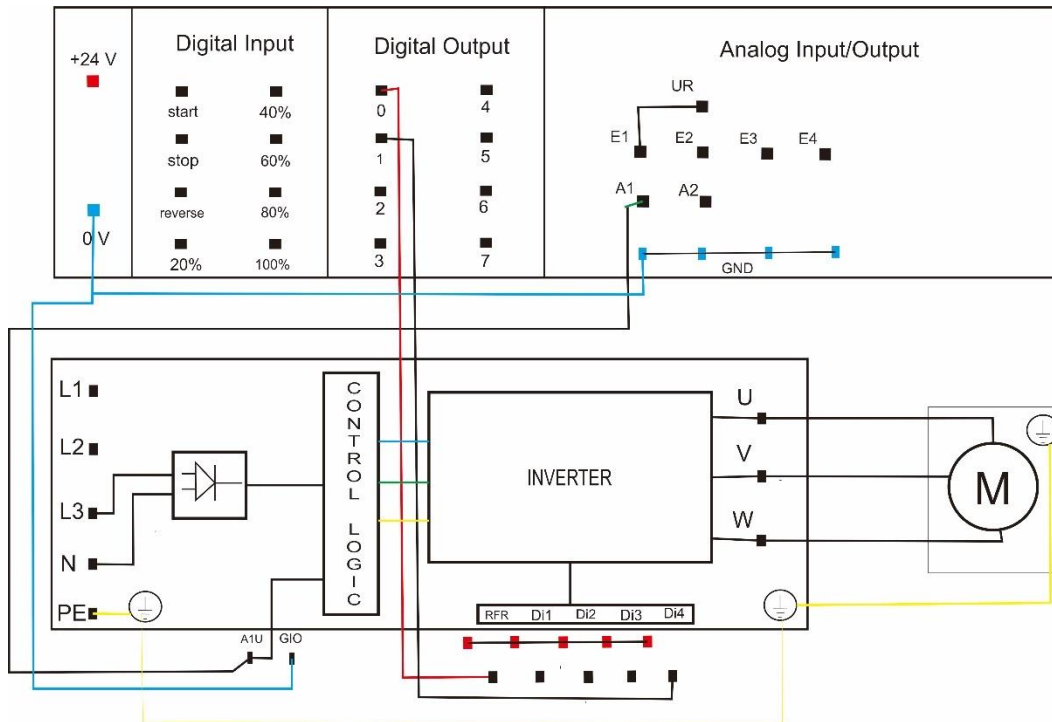 +24 V
0 V
Digital Input
start
40%
stop
60%
reverse
80%
20%
100%
Digital Output
0
4
1
5
2
6
3
7
Analog Input/Output
UR
E1
E2
E3
E4
A1
A2
GND
L1
L2
L3
N
PE
CONTROL LOGIC
INVERTER
U
V
W
M
RFR
Di1
Di2
Di3
Di4
A1U
GIO